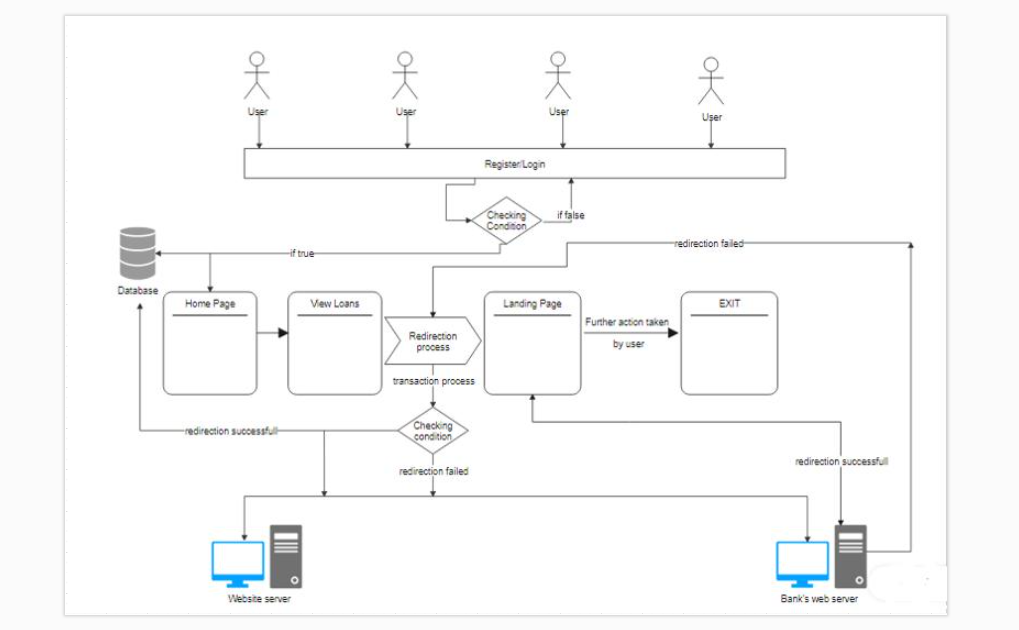 User
User
User
User
Register/Login
Checking
Condition
if false
redirection failed
if true
Database
Home Page
View Loans
Landing Page
EXIT
Redirection
process
Further action taken
by user
transaction process
Checking
condition
redirection successfull
redirection failed
redirection successfull
Website server
Bank's web server